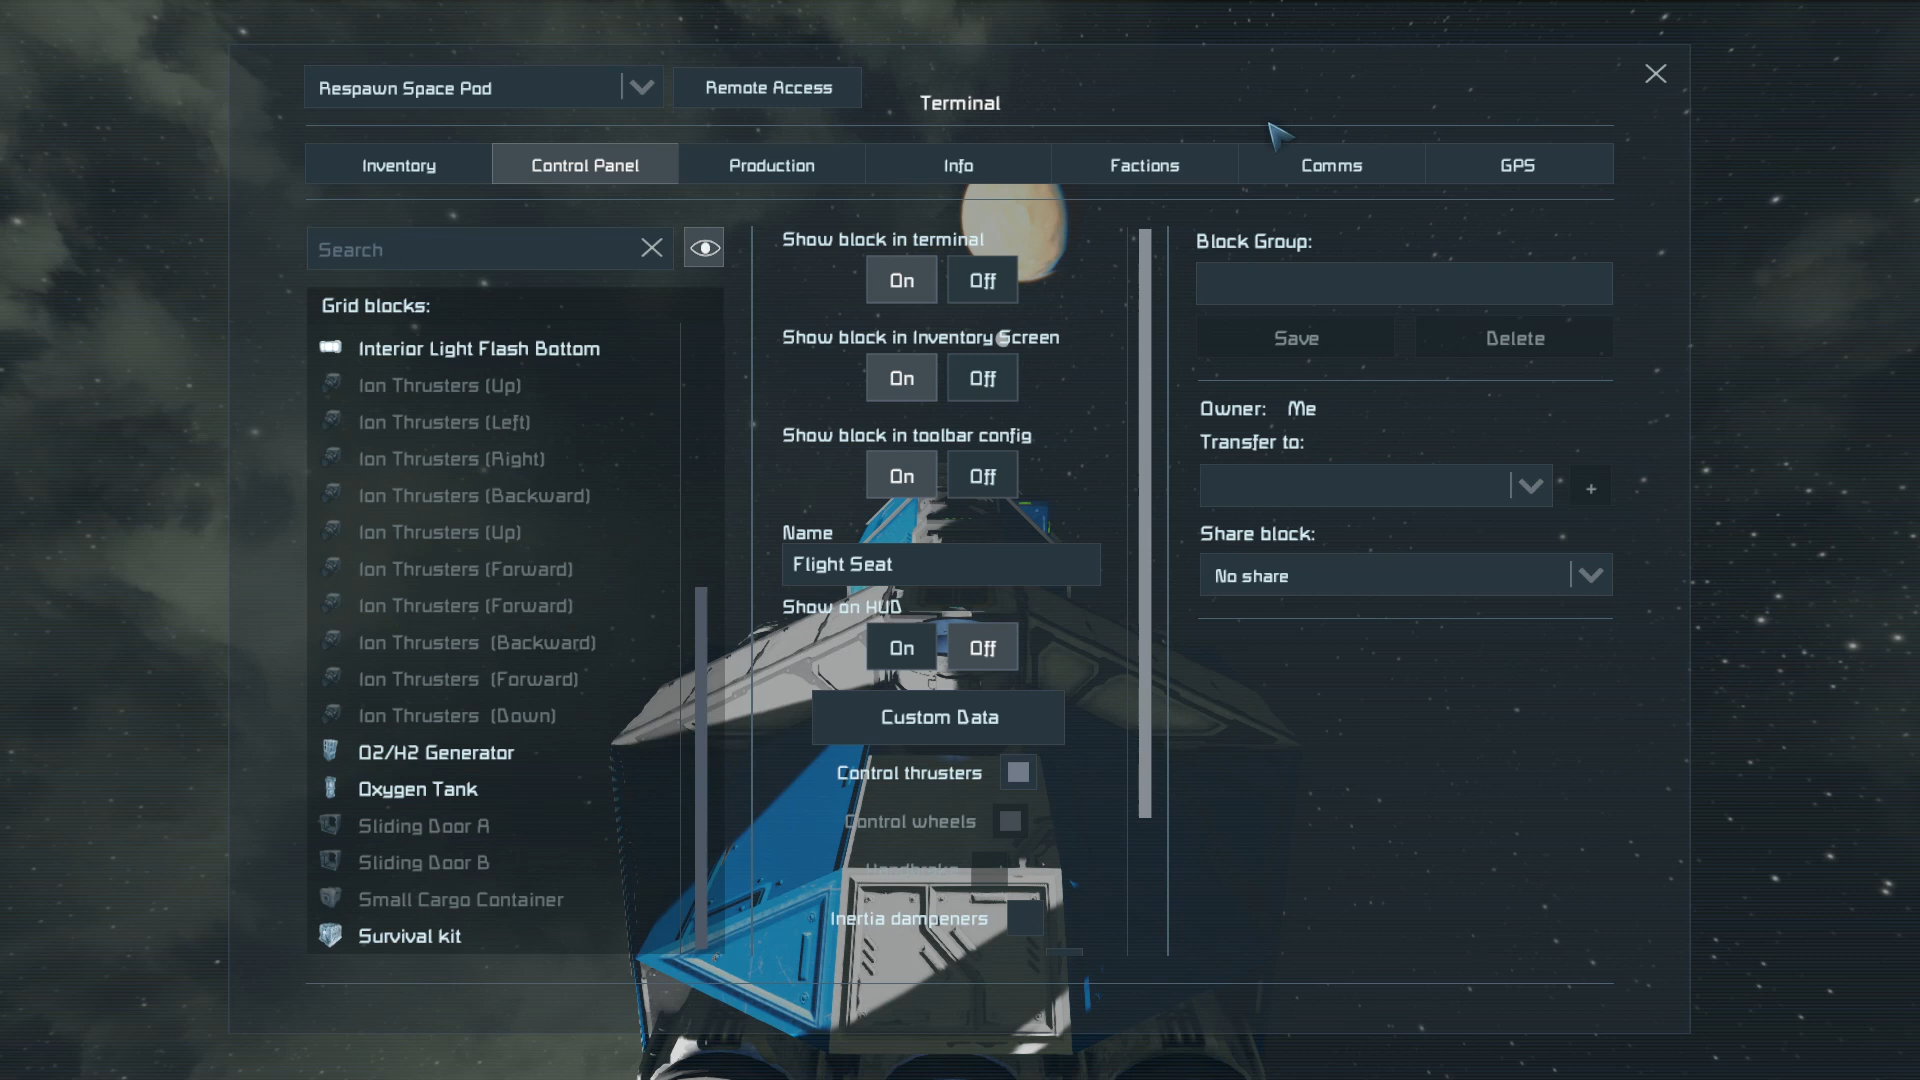 Respawn Space Pod
Remote Access
Terminal
Inventory
Control Panel
Production
Info
Factions
Comms
GPS
Search
Grid blocks:
Interior Light Flash Bottom
Ion Thrusters (Up)
Ion Thrusters (Left)
Ion Thrusters (Right)
Ion Thrusters (Backward)
Ion Thrusters (Up)
Ion Thrusters (Forward)
Ion Thrusters (Forward)
Ion Thrusters (Backward)
Ion Thrusters (Forward)
Ion Thrusters (Down)
O2/H2 Generator
Oxygen Tank
Sliding Door A
Sliding Door B
Small Cargo Container
Survival kit
Show block in terminal
On Off
Show block in Inventory Screen
On Off
Show block in toolbar config
On Off
Name
Flight Seat
Show on HUD
On Off
Custom Data
Control thrusters
Control wheels
Handbrake
Inertia dampeners
Block Group:
Save
Delete
Owner: Me
Transfer to:
+
Share block:
No share